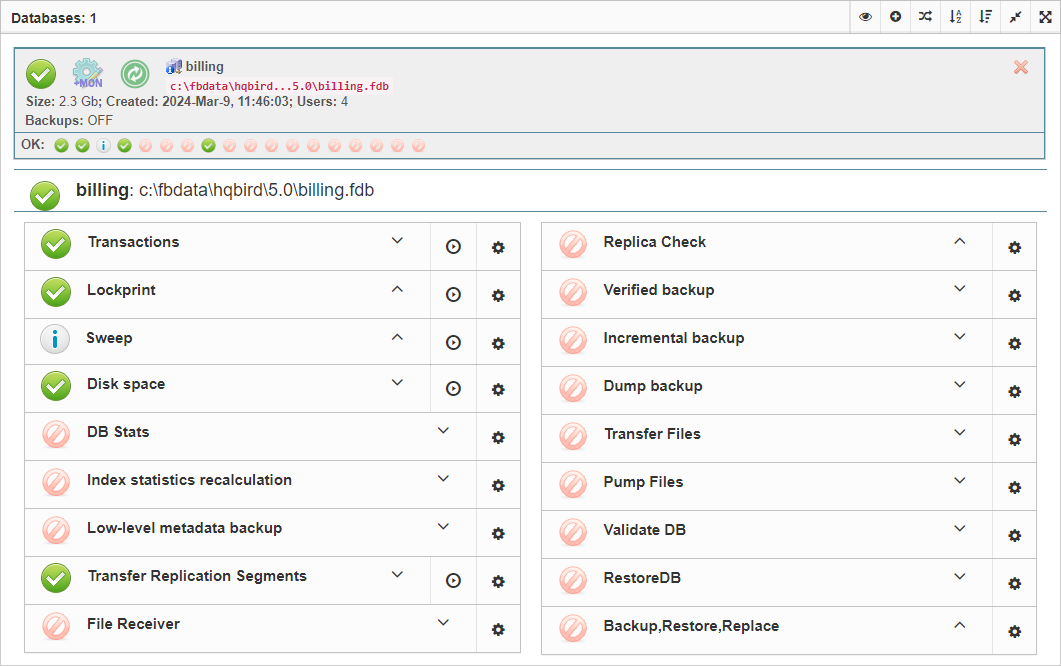 Databases: 1
+MON
billing
c:\fbdata\hqbird...5.0\billing.fdb
Size: 2.3 Gb; Created: 2024-Mar-9, 11:46:03; Users: 4
Backups: OFF
OK:
billing: c:\fbdata\hqbird\5.0\billing.fdb
Transactions
Lockprint
Sweep
Disk space
DB Stats
Index statistics recalculation
Low-level metadata backup
Transfer Replication Segments
File Receiver
Replica Check
Verified backup
Incremental backup
Dump backup
Transfer Files
Pump Files
Validate DB
RestoreDB
Backup,Restore,Replace